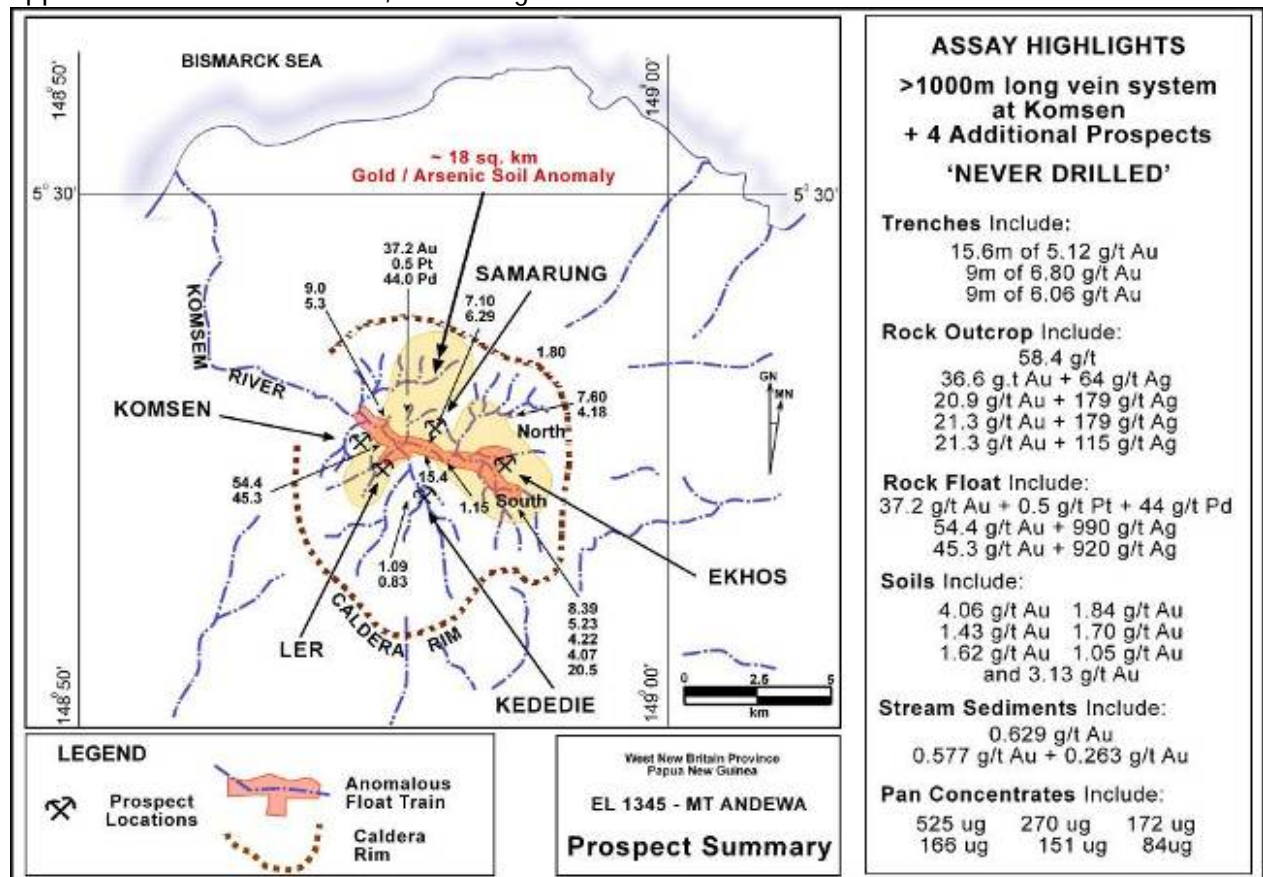 BISMARCK SEA
148° 50'
149° 00'
~ 18 sq. km
Gold / Arsenic Soil Anomaly
5° 30'
5° 30'
37.2 Au
0.5 Pt
44.0 Pd
SAMARUNG
9.0
5.3
7.10
6.29
KOMSEM
RIVER
1.80
GN
MN
KOMSEN
7.60
4.18
North
54.4
45.3
15.4
1.15
South
1.09
0.83
EKHOS
CALDERA
RIM
8.39
5.23
4.22
4.07
20.5
LER
KEDEDIE
148° 50'
149° 00'
0 2.5 5
km
LEGEND
Prospect
Locations
Anomalous
Float Train
Caldera
Rim
West New Britain Province
Papua New Guinea
EL 1345 - MT ANDEWA
Prospect Summary
ASSAY HIGHLIGHTS
>1000m long vein system
at Komsen
+ 4 Additional Prospects
‘NEVER DRILLED’
Trenches Include:
15.6m of 5.12 g/t Au
9m of 6.80 g/t Au
9m of 6.06 g/t Au
Rock Outcrop Include:
58.4 g/t
36.6 g.t Au + 64 g/t Ag
20.9 g/t Au + 179 g/t Ag
21.3 g/t Au + 179 g/t Ag
21.3 g/t Au + 115 g/t Ag
Rock Float Include:
37.2 g/t Au + 0.5 g/t Pt + 44 g/t Pd
54.4 g/t Au + 990 g/t Ag
45.3 g/t Au + 920 g/t Ag
Soils Include:
4.06 g/t Au 1.84 g/t Au
1.43 g/t Au 1.70 g/t Au
1.62 g/t Au 1.05 g/t Au
and 3.13 g/t Au
Stream Sediments Include:
0.629 g/t Au
0.577 g/t Au + 0.263 g/t Au
Pan Concentrates Include:
525 ug 270 ug 172 ug
166 ug 151 ug 84ug